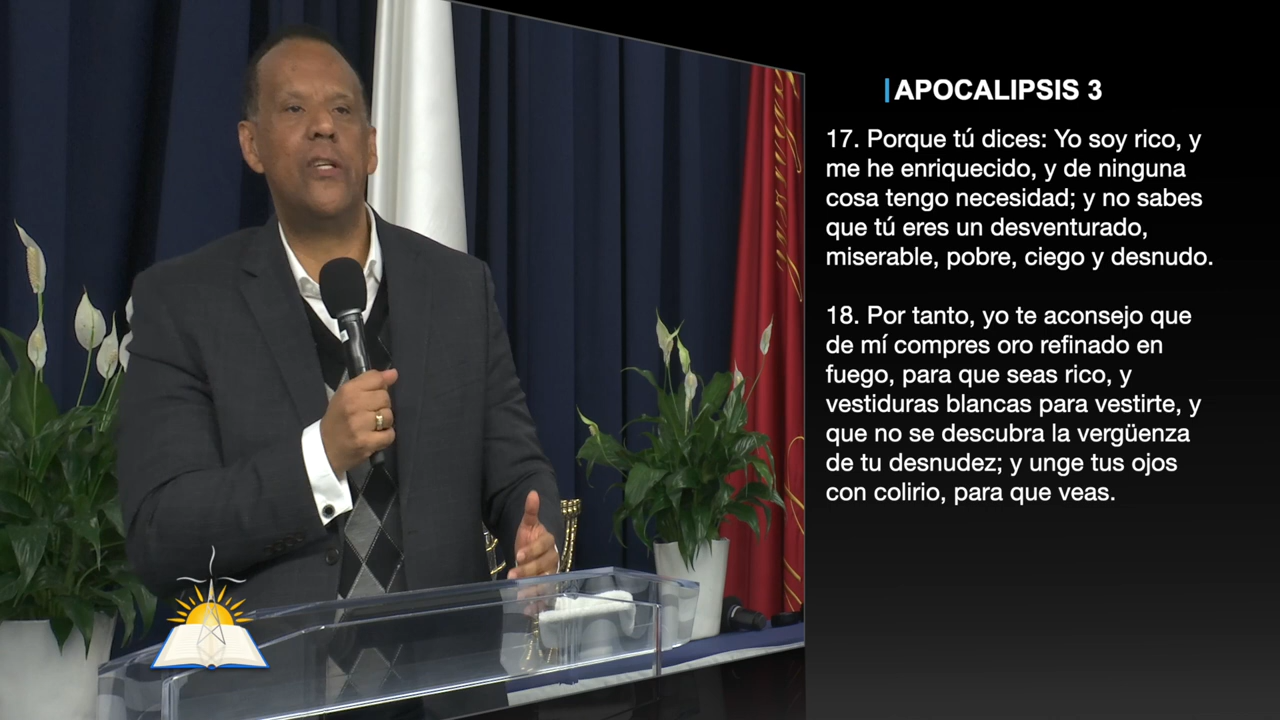 APOCALIPSIS 3
17. Porque tú dices: Yo soy rico, y
me he enriquecido, y de ninguna
cosa tengo necesidad; y no sabes
que tú eres un desventurado,
miserable, pobre, ciego y desnudo.
18. Por tanto, yo te aconsejo que
de mí compres oro refinado en
fuego, para que seas rico, y
vestiduras blancas para vestirte, y
que no se descubra la vergüenza
de tu desnudez; y unge tus ojos
con colirio, para que veas.